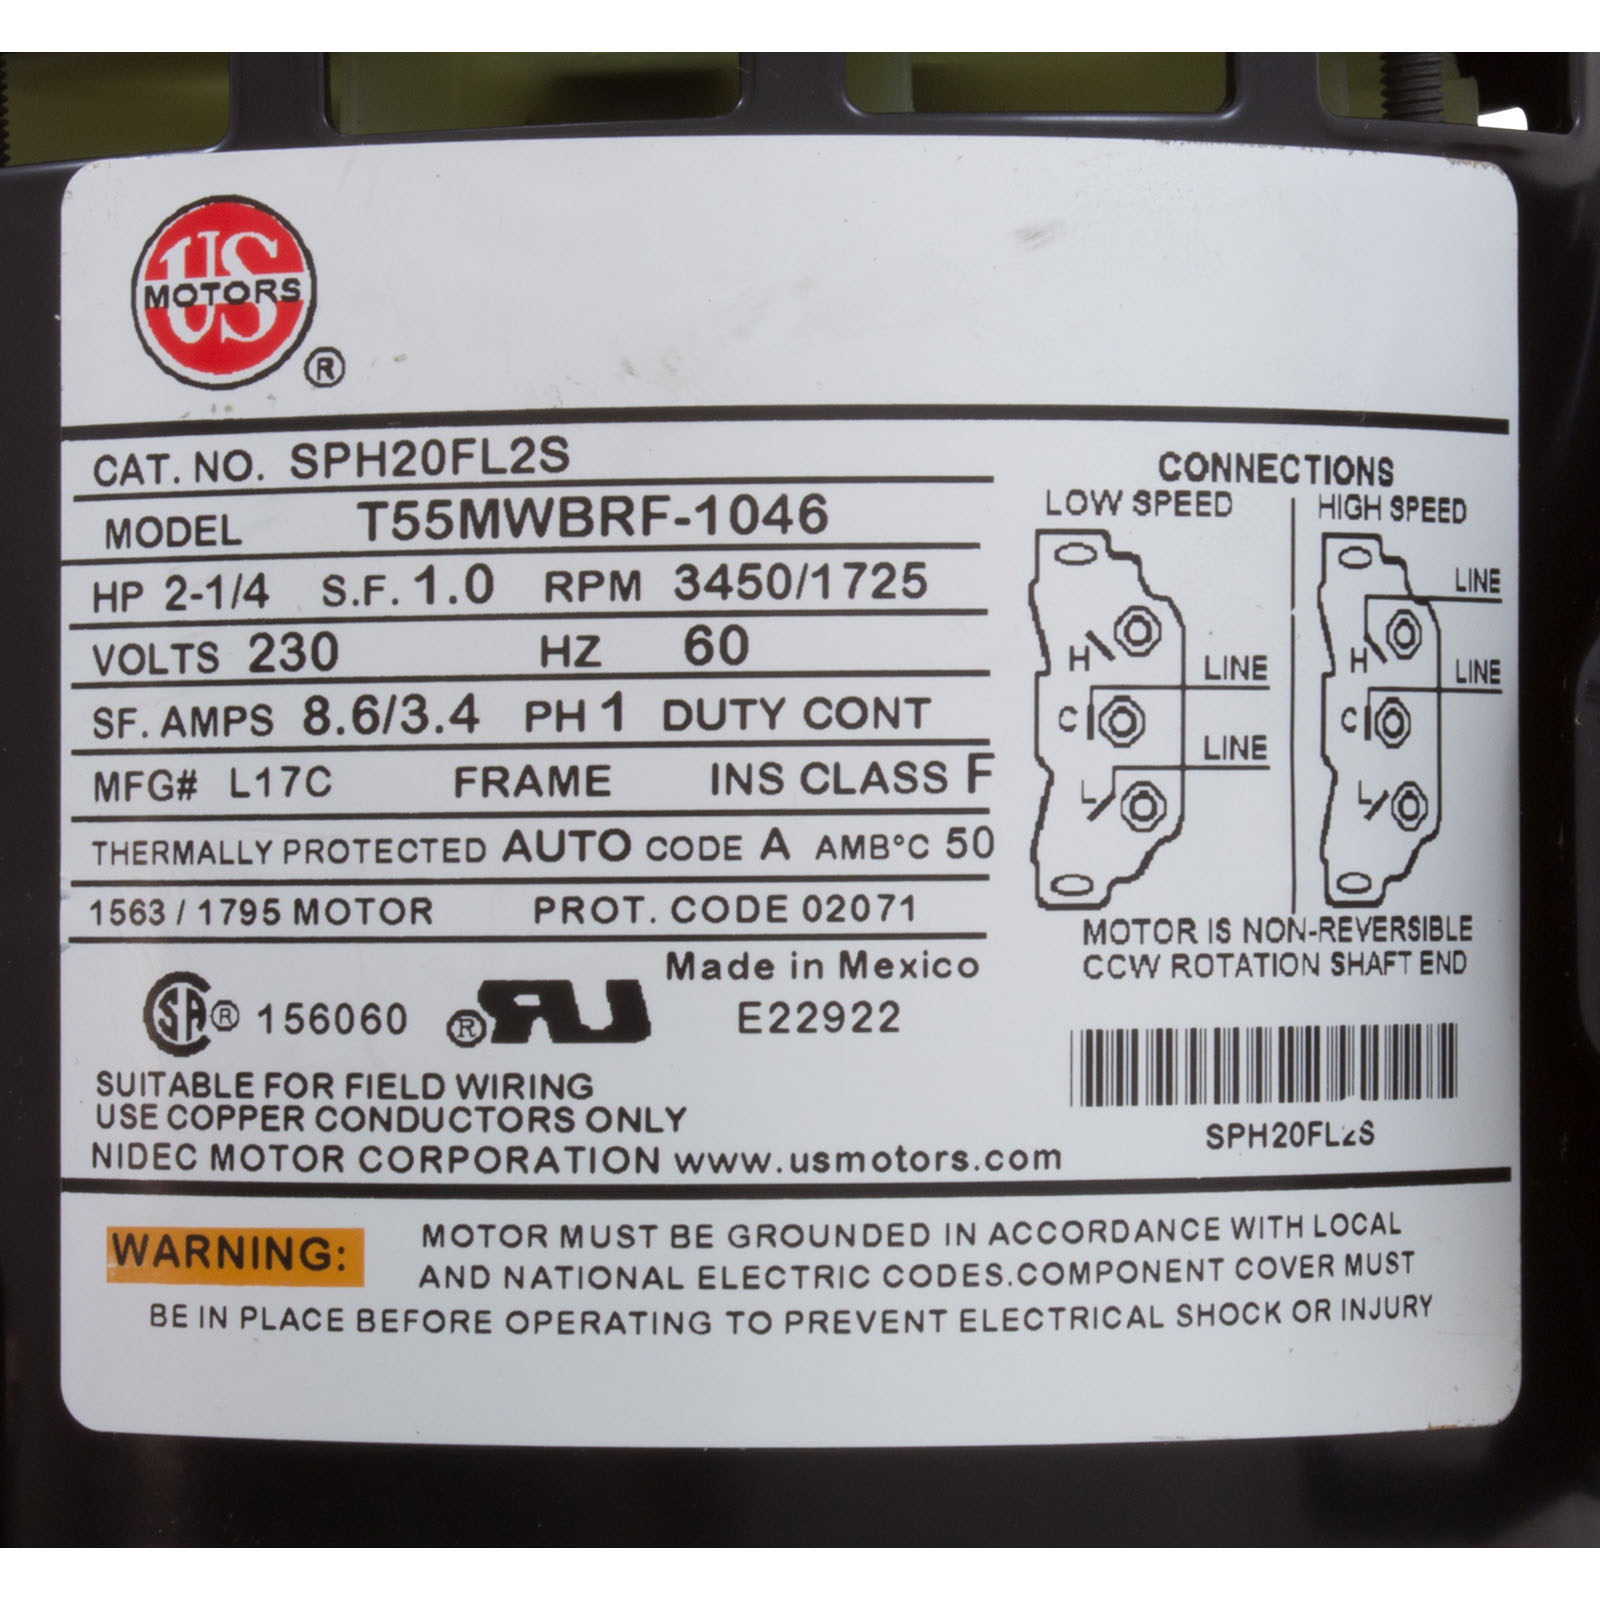 US
MOTORS
®
CAT. NO. SPH20FL2S
MODEL T55MWBRF-1046
HP 2-1/4 S.F. 1.0 RPM 3450/1725
VOLTS 230 HZ 60
SF. AMPS 8.6/3.4 PH 1 DUTY CONT
MFG# L17C FRAME INS CLASS F
THERMALLY PROTECTED AUTO CODE A AMB°C 50
1563 / 1795 MOTOR PROT. CODE 02071
CONNECTIONS
LOW SPEED
H
LINE
C
LINE
L
HIGH SPEED
LINE
H
LINE
C
L
MOTOR IS NON-REVERSIBLE
CCW ROTATION SHAFT END
Made in Mexico
SA ® 156060 ® RU E22922
SPH20FL2S
SUITABLE FOR FIELD WIRING
USE COPPER CONDUCTORS ONLY
NIDEC MOTOR CORPORATION www.usmotors.com
WARNING: MOTOR MUST BE GROUNDED IN ACCORDANCE WITH LOCAL
AND NATIONAL ELECTRIC CODES.COMPONENT COVER MUST
BE IN PLACE BEFORE OPERATING TO PREVENT ELECTRICAL SHOCK OR INJURY